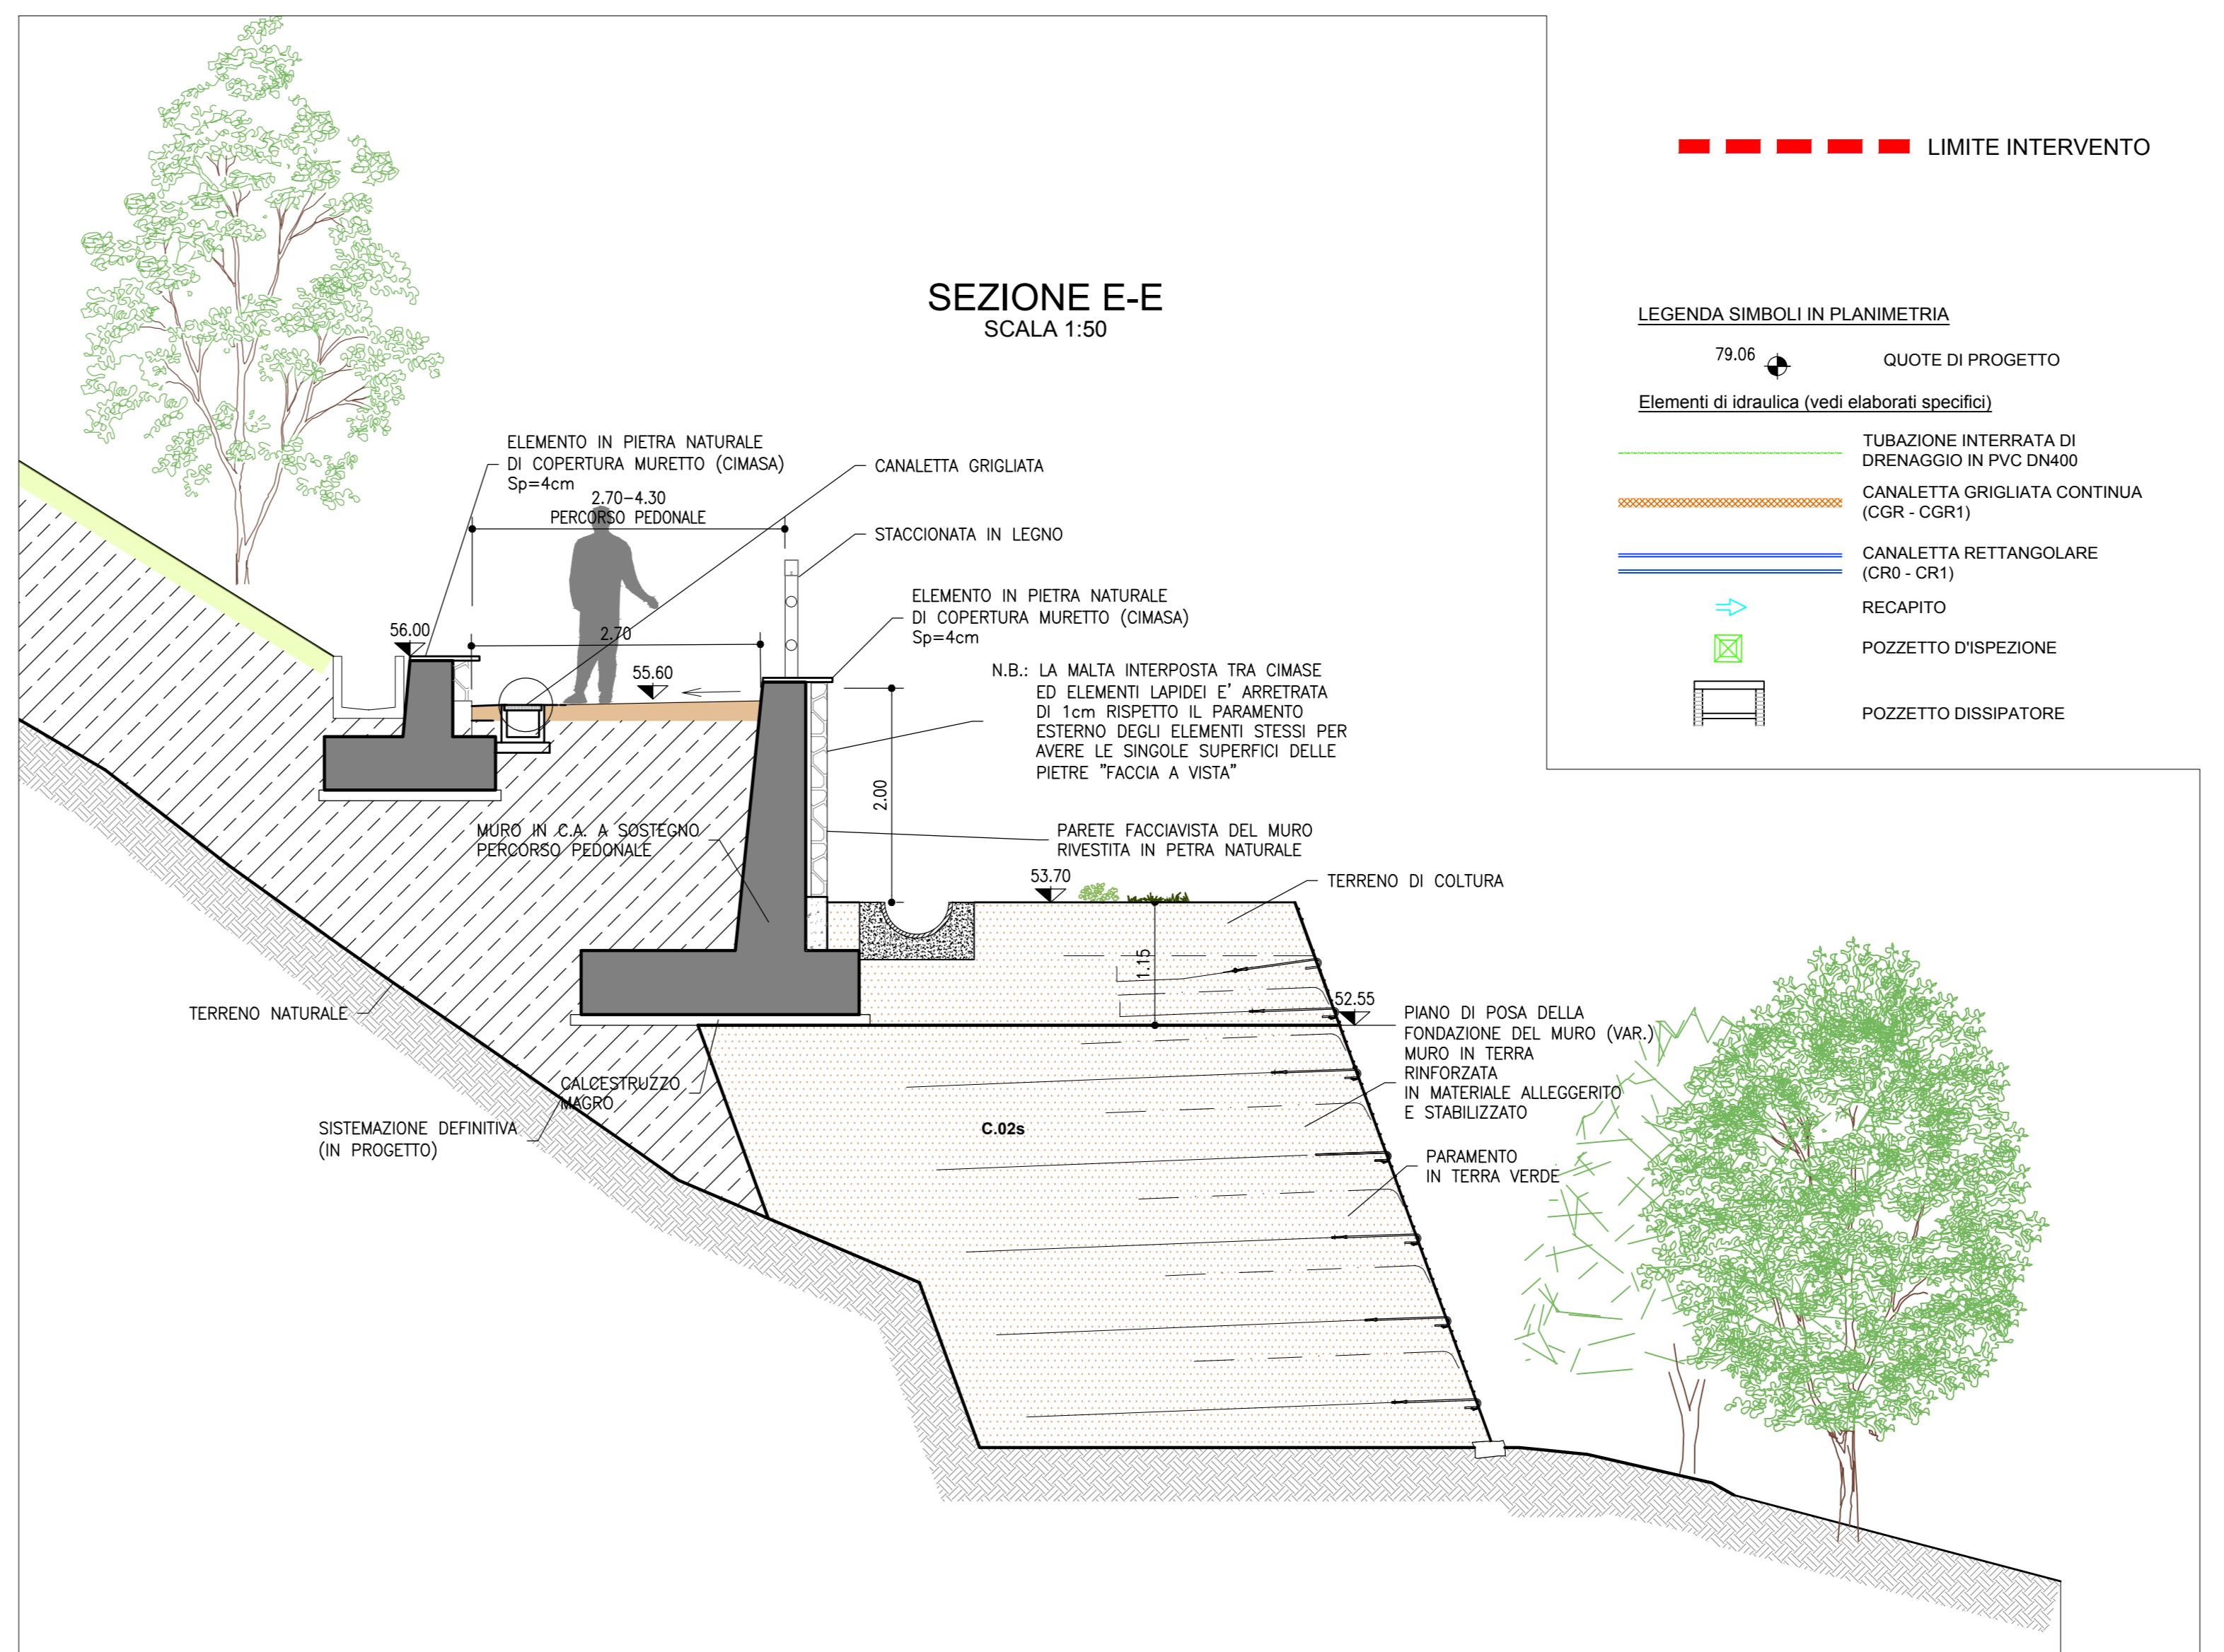 SEZIONE E-E
SCALA 1:50
LIMITE INTERVENTO
LEGENDA SIMBOLI IN PLANIMETRIA
79.06
QUOTE DI PROGETTO
Elementi di idraulica (vedi elaborati specifici)
TUBAZIONE INTERRATA DI
DRENAGGIO IN PVC DN400
CANALETTA GRIGLIATA CONTINUA
(CGR - CGR1)
CANALETTA RETTANGOLARE
(CR0 - CR1)
RECAPITO
POZZETTO D'ISPEZIONE
POZZETTO DISSIPATORE
ELEMENTO IN PIETRA NATURALE
DI COPERTURA MURETTO (CIMASA)
Sp=4cm
2.70-4.30
PERCORSO PEDONALE
CANALETTA GRIGLIATA
STACCIONATA IN LEGNO
ELEMENTO IN PIETRA NATURALE
DI COPERTURA MURETTO (CIMASA)
Sp=4cm
56.00
2.70
55.60
N.B.: LA MALTA INTERPOSTA TRA CIMASE
ED ELEMENTI LAPIDEI E' ARRETRATA
DI 1cm RISPETTO IL PARAMENTO
ESTERNO DEGLI ELEMENTI STESSI PER
AVERE LE SINGOLE SUPERFICI DELLE
PIETRE "FACCIA A VISTA"
2.00
MURO IN C.A. A SOSTEGNO
PERCORSO PEDONALE
PARETE FACCIAVISTA DEL MURO
RIVESTITA IN PETRA NATURALE
53.70
TERRENO DI COLTURA
1.15
52.55
TERRENO NATURALE
PIANO DI POSA DELLA
FONDAZIONE DEL MURO (VAR.)
MURO IN TERRA
RINFORZATA
IN MATERIALE ALLEGGERITO
E STABILIZZATO
CALCESTRUZZO
MAGRO
SISTEMAZIONE DEFINITIVA
(IN PROGETTO)
C.02s
PARAMENTO
IN TERRA VERDE